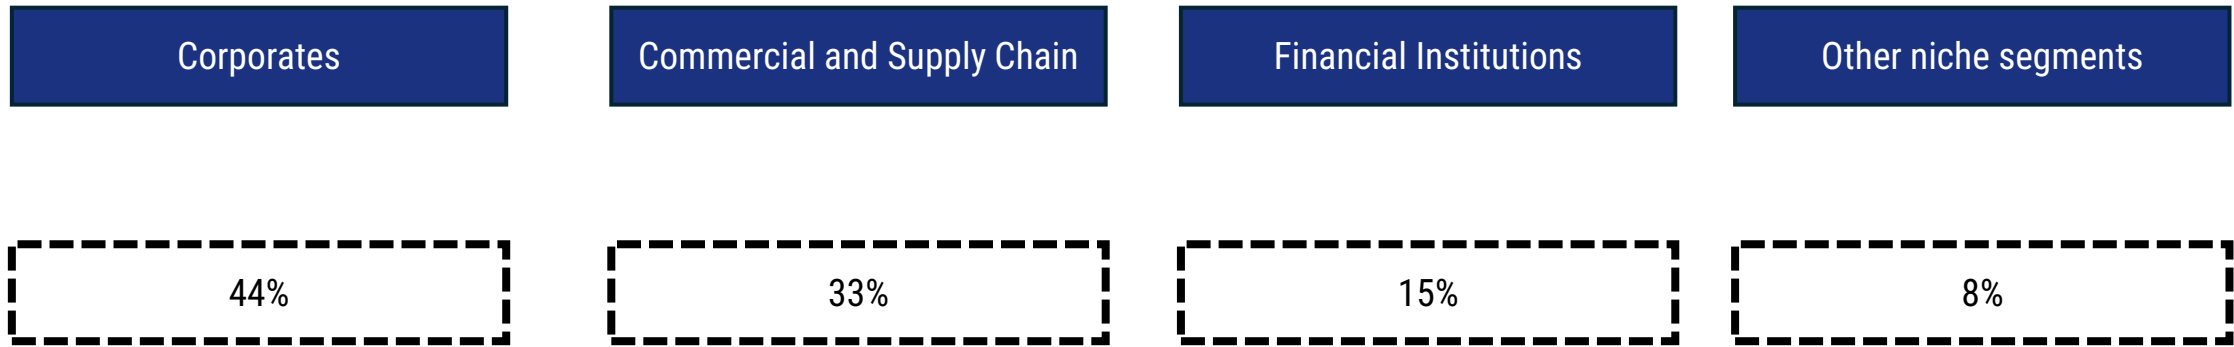 Corporates
Commercial and Supply Chain
Financial Institutions
Other niche segments
44%
33%
15%
8%